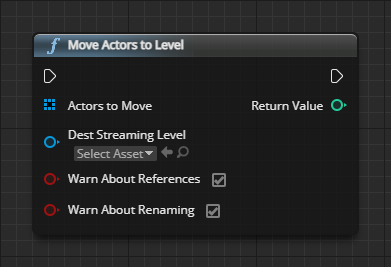 f Move Actors to Level
Actors to Move
Return Value
Dest Streaming Level
Select Asset
Warn About References
Warn About Renaming